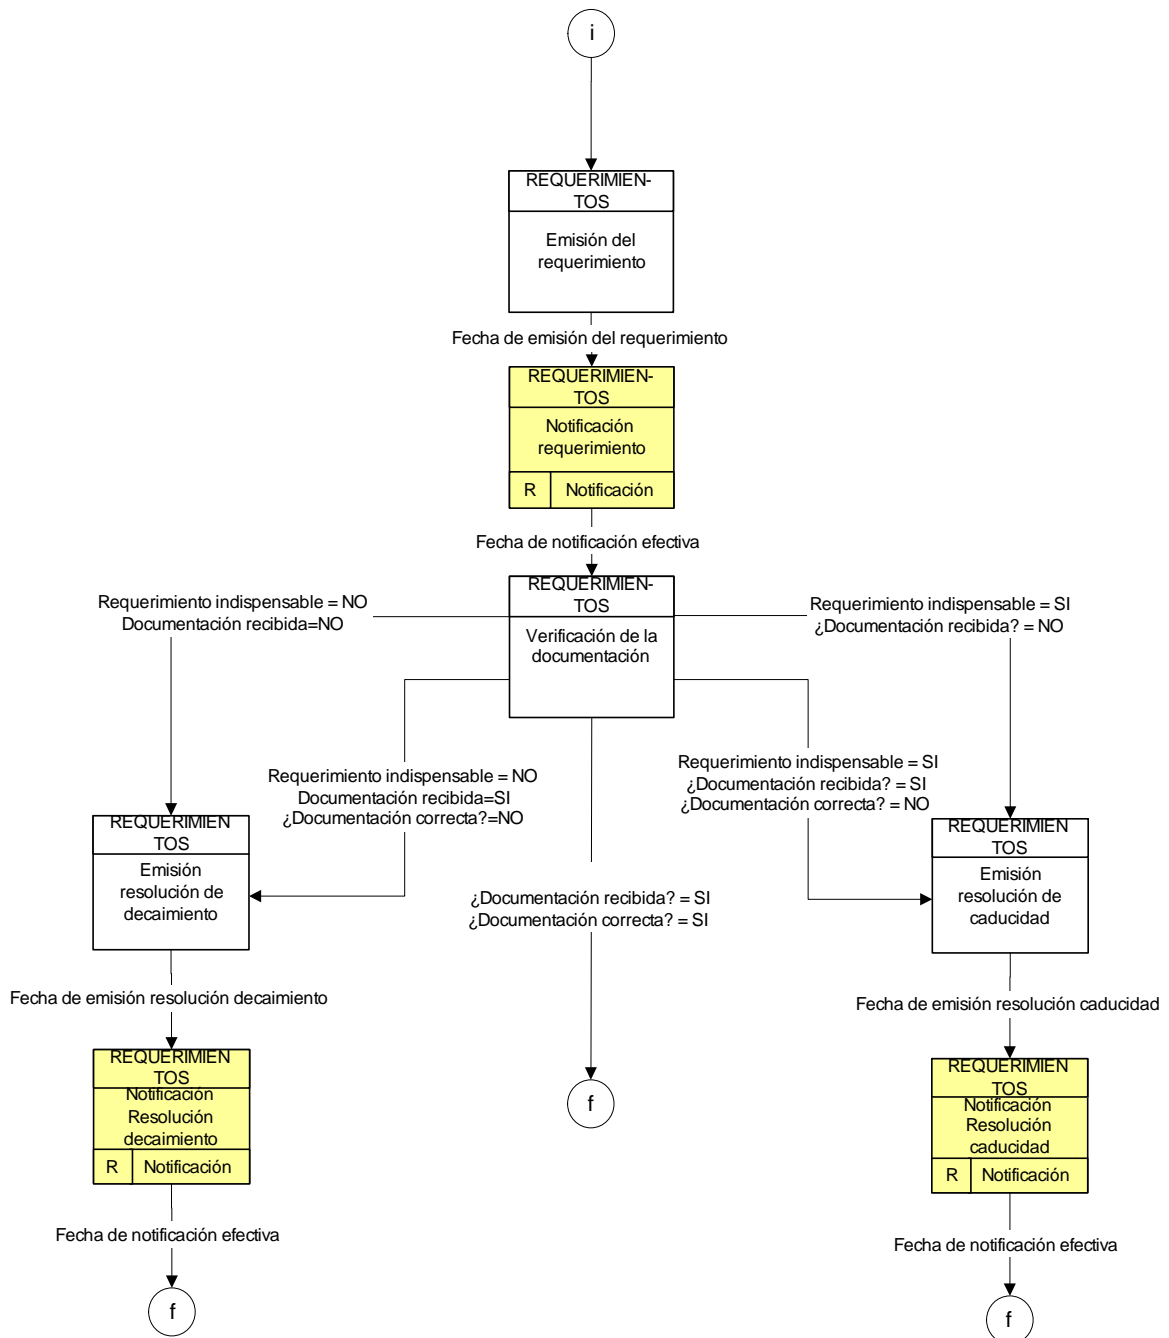 i
REQUERIMIEN-
TOS
Emisión del
requerimiento
Fecha de emisión del requerimiento
REQUERIMIEN-
TOS
Notificación
requerimiento
R Notificación
Fecha de notificación efectiva
REQUERIMIEN-
TOS
Verificación de la
documentación
Requerimiento indispensable = NO
Documentación recibida=NO
Requerimiento indispensable = SI
¿Documentación recibida? = NO
Requerimiento indispensable = NO
Documentación recibida=SI
¿Documentación correcta?=NO
Requerimiento indispensable = SI
¿Documentación recibida? = SI
¿Documentación correcta? = NO
¿Documentación recibida? = SI
¿Documentación correcta? = SI
f
REQUERIMIEN
TOS
Emisión
resolución de
decaimiento
Fecha de emisión resolución decaimiento
REQUERIMIEN
TOS
Notificación
Resolución
decaimiento
R Notificación
Fecha de notificación efectiva
f
REQUERIMIEN
TOS
Emisión
resolución de
caducidad
Fecha de emisión resolución caducidad
REQUERIMIEN
TOS
Notificación
Resolución
caducidad
R Notificación
Fecha de notificación efectiva
f